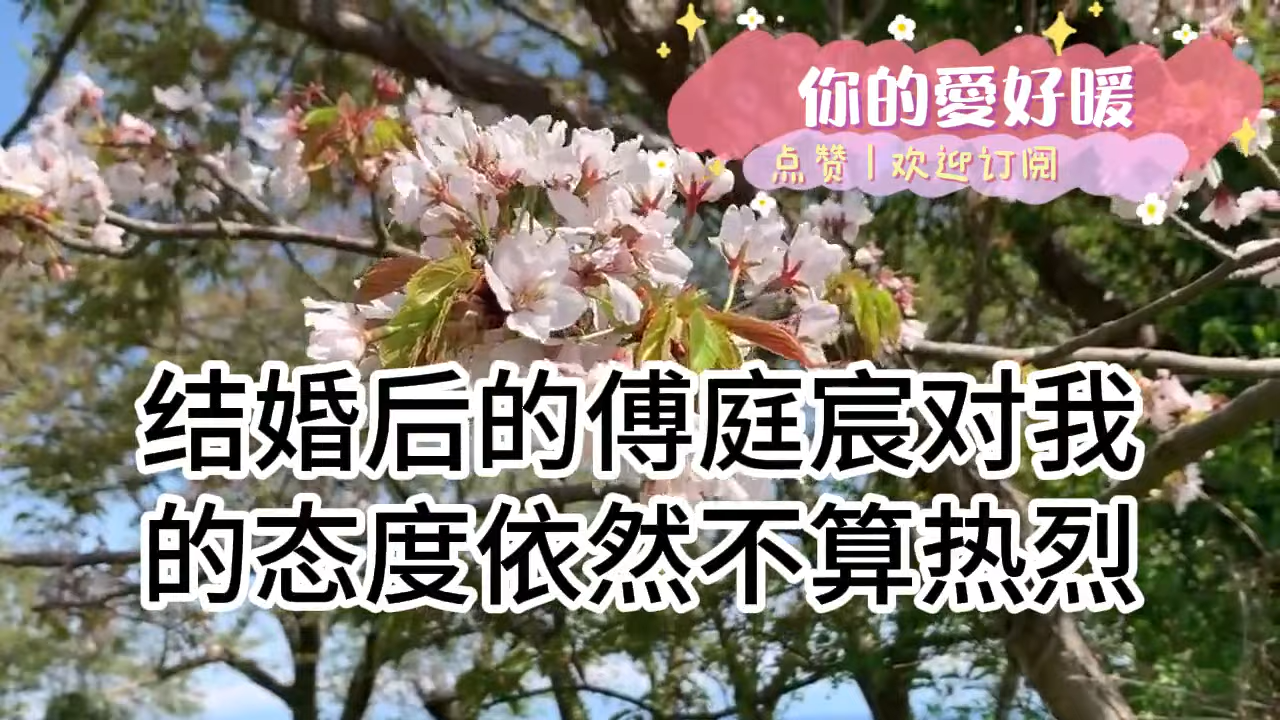 你的愛好暖
点赞 | 欢迎订阅
结婚后的傅庭宸对我
的态度依然不算热烈